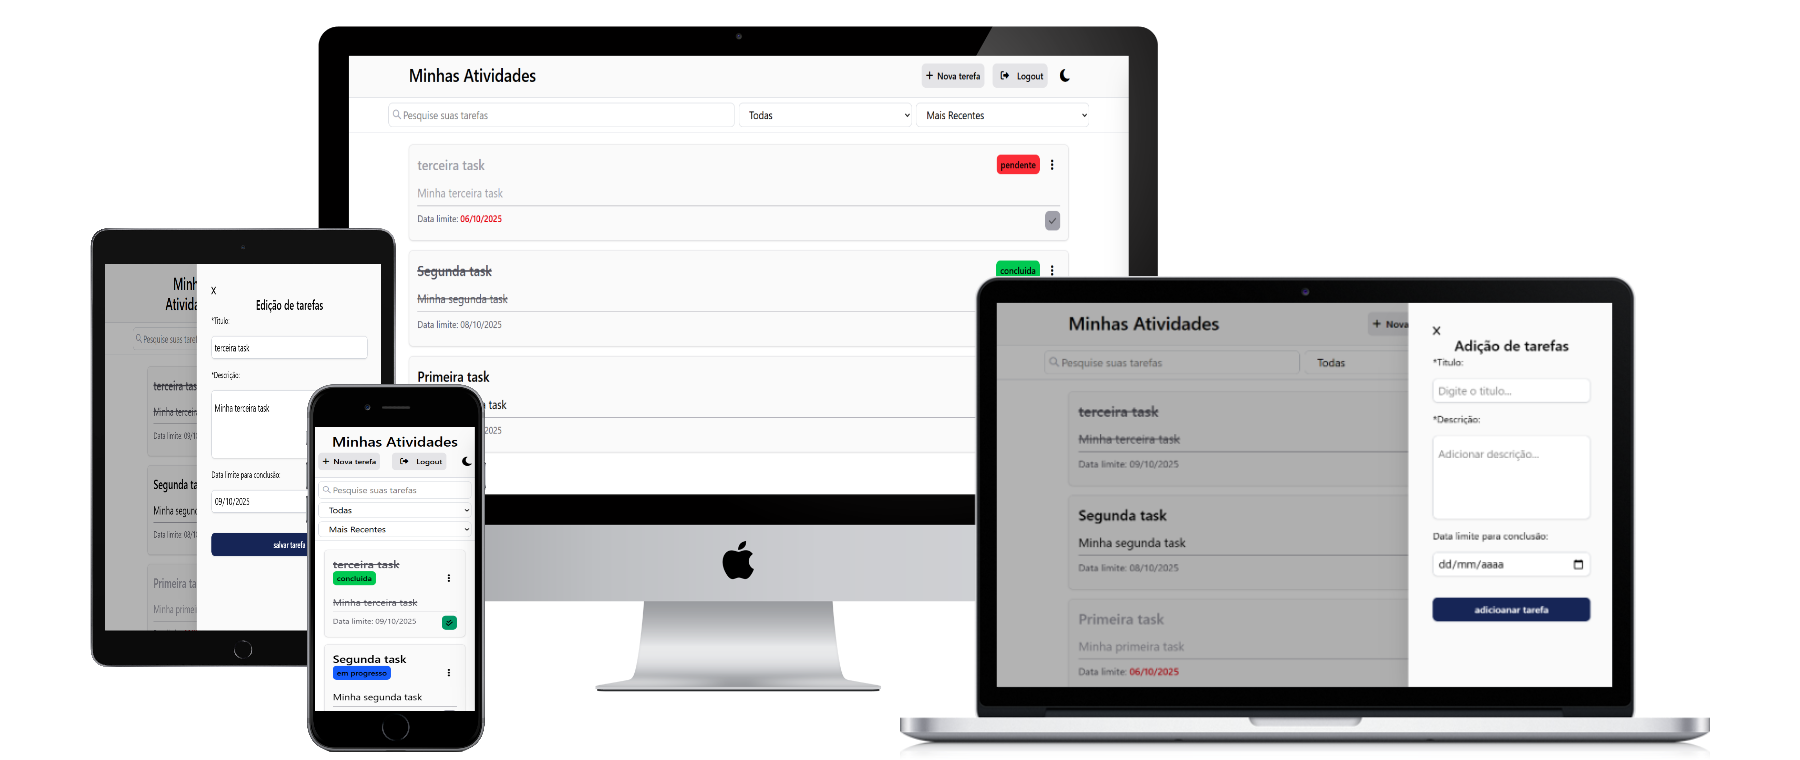 Minhas Atividades
+ Nova terefa
Logout
Pesquise suas tarefas
Todas
Mais Recentes
terceira task
pendente
Minha terceira task
Data limite: 06/10/2025
Segunda task
concluida
Minha segunda task
Data limite: 08/10/2025
Primeira task
task
2025
Minh
Ativida
Pesquise suas taref
terceira tas
Minha terceira
Data limite: 09/1
Segunda ta
Minha segun
Data limite: 08/1
Primeira ta
Minha prime
X
Edição de tarefas
*Titulo:
terceira task
*Descrição:
Minha terceira task
Data limite para conclusão:
09/10/2025
salvar tarefa
Minhas Atividades
+ Nova terefa
Logout
Pesquise suas tarefas
Todas
Mais Recentes
terceira task
concluida
Minha terceira task
Data limite: 09/10/2025
Segunda task
em progresso
Minha segunda task
Minhas Atividades
+ Nova
Pesquise suas tarefas
Todas
terceira task
Minha terceira task
Data limite: 09/10/2025
Segunda task
Minha segunda task
Data limite: 08/10/2025
Primeira task
Minha primeira task
Data limite: 06/10/2025
X
Adição de tarefas
*Titulo:
Digite o titulo...
*Descrição:
Adicionar descrição...
Data limite para conclusão:
dd/mm/aaaa
adicioanar tarefa